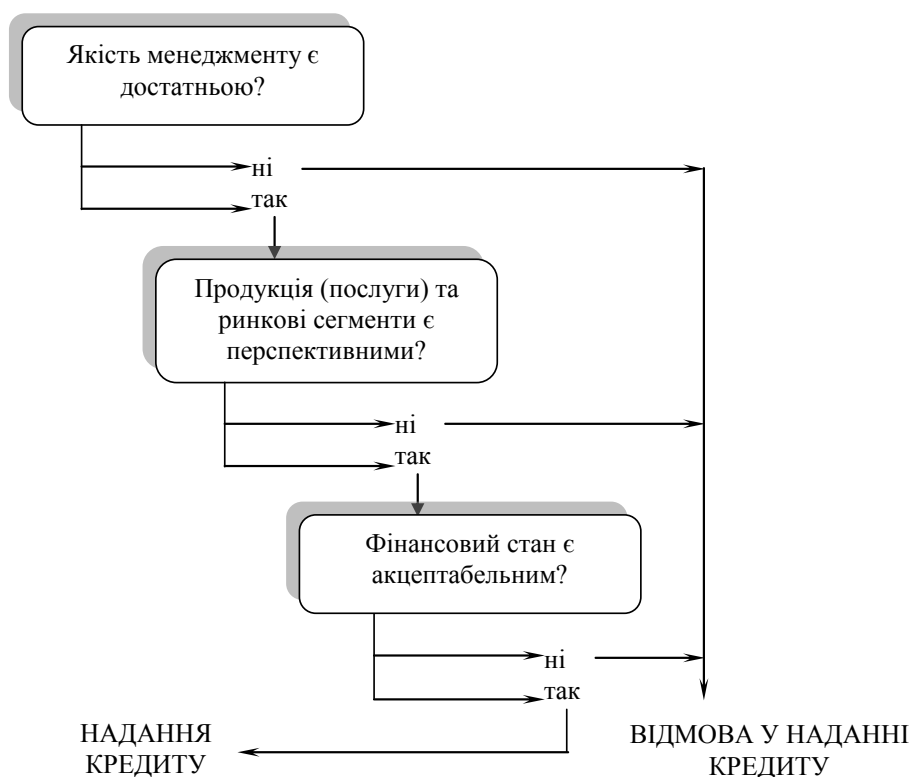 Якість менеджменту є
достатньою?
ні
так
Продукція (послуги) та
ринкові сегменти є
перспективними?
ні
так
Фінансовий стан є
акцептабельним?
ні
так
НАДАННЯ
КРЕДИТУ
ВІДМОВА У НАДАННІ
КРЕДИТУ